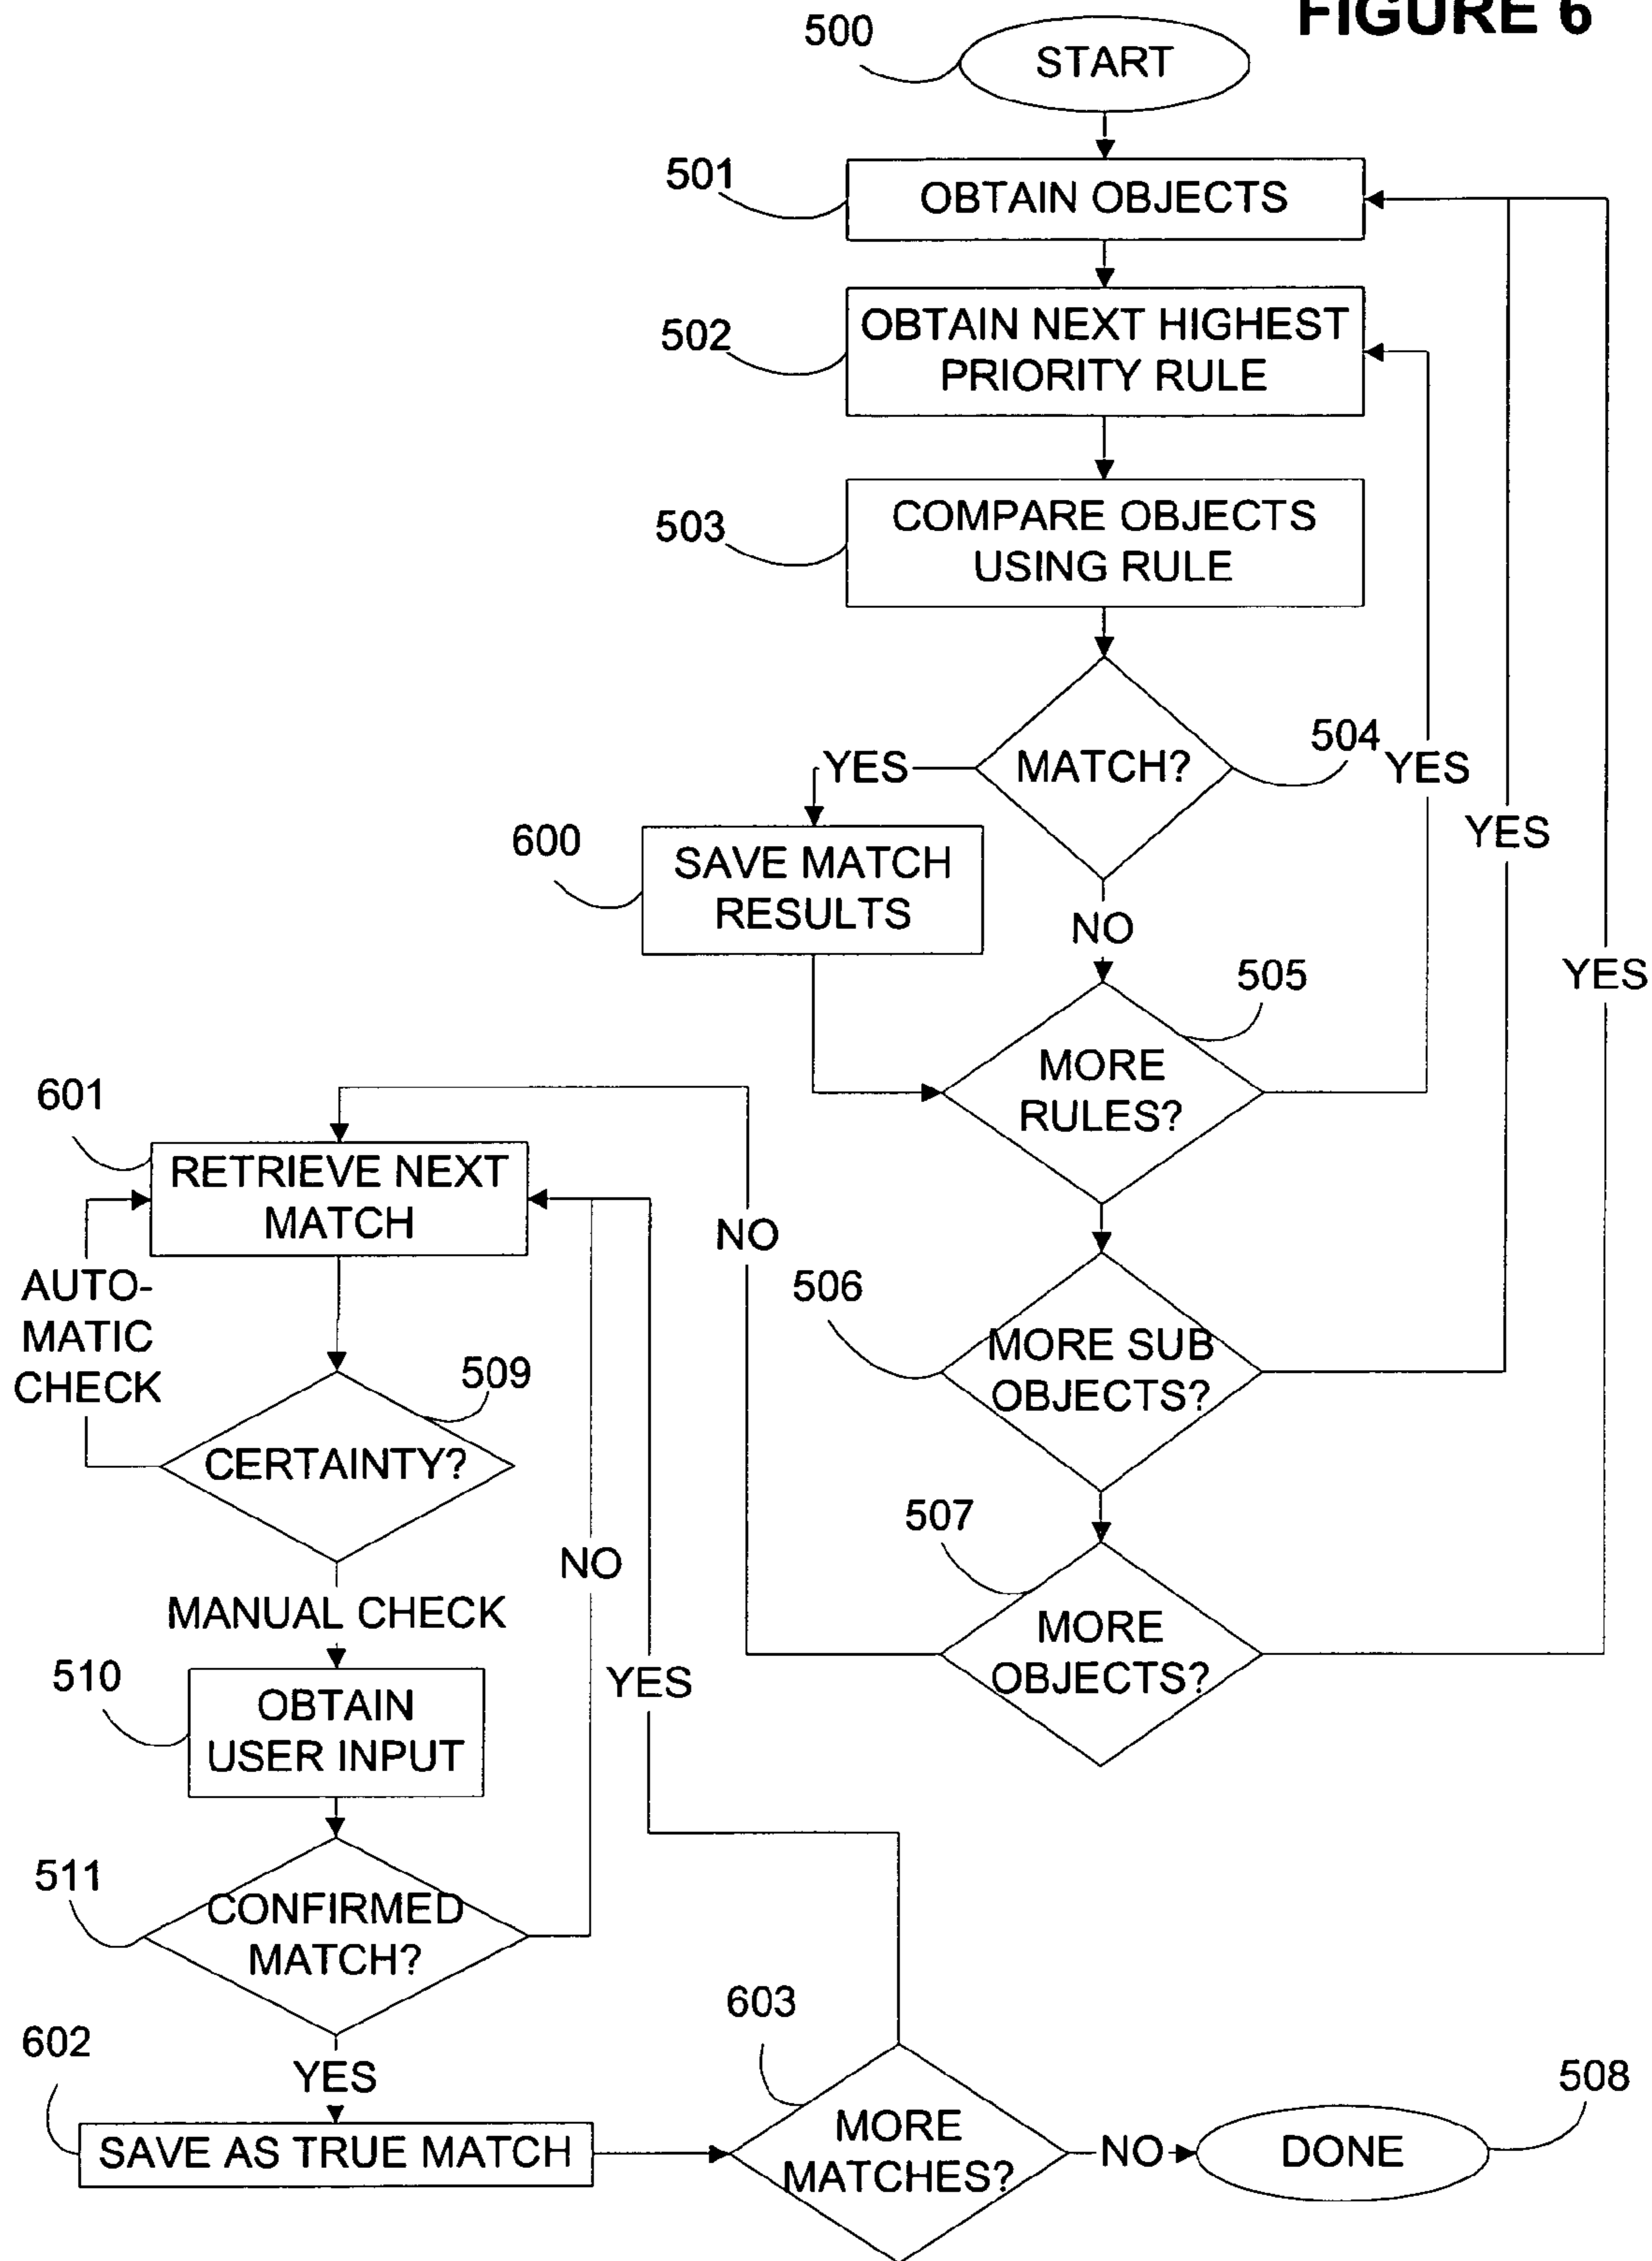 FIGURE 6
500
START
501
OBTAIN OBJECTS
502
OBTAIN NEXT HIGHEST
PRIORITY RULE
503
COMPARE OBJECTS
USING RULE
504
MATCH?
YES
YES
YES
600
SAVE MATCH
RESULTS
NO
505
YES
MORE
RULES?
601
RETRIEVE NEXT
MATCH
NO
AUTO-
MATIC
CHECK
506
MORE SUB
OBJECTS?
509
CERTAINTY?
507
NO
MANUAL CHECK
MORE
OBJECTS?
510
OBTAIN
USER INPUT
YES
511
CONFIRMED
MATCH?
603
602
YES
508
SAVE AS TRUE MATCH
MORE
MATCHES?
NO
DONE